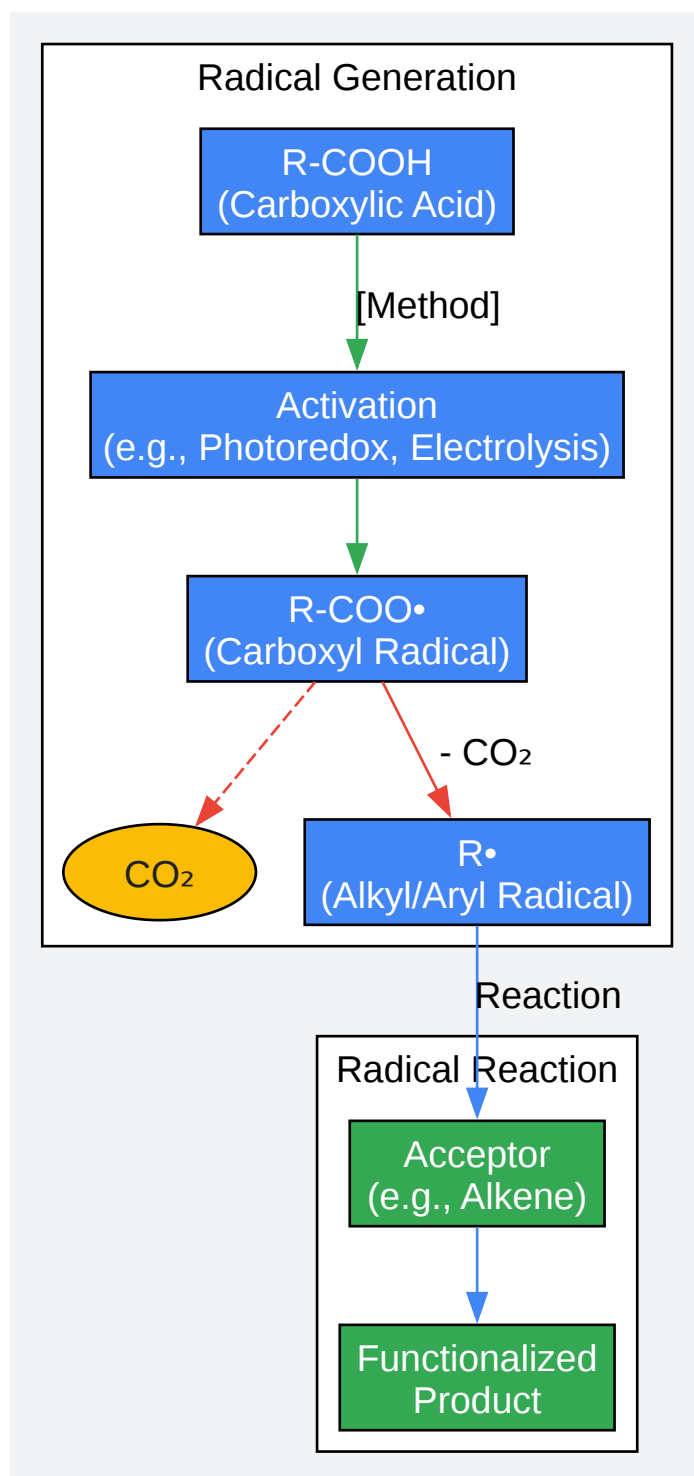 Radical Generation
R-COOH
(Carboxylic Acid)
[Method]
Activation
(e.g., Photoredox, Electrolysis)
R-COO•
(Carboxyl Radical)
- CO₂
CO₂
R•
(Alkyl/Aryl Radical)
Reaction
Radical Reaction
Acceptor
(e.g., Alkene)
Functionalized
Product